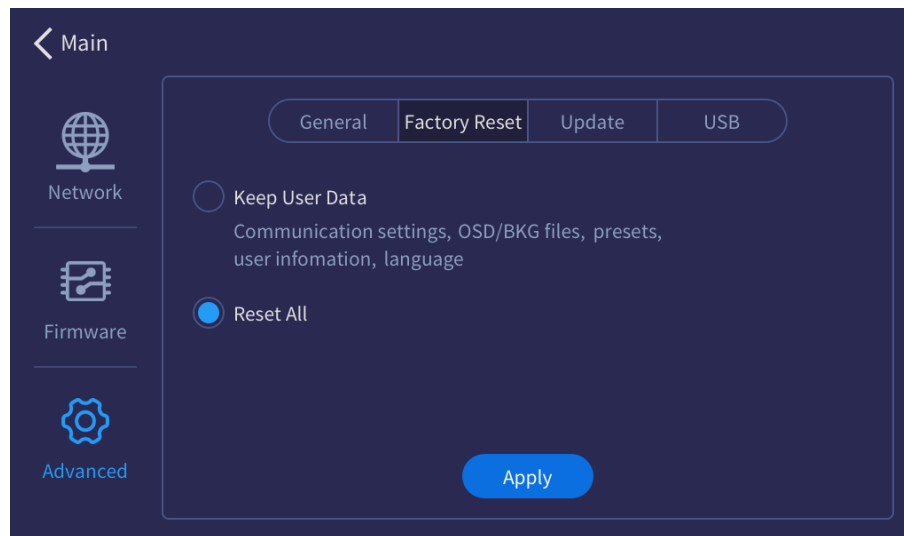 Main
Network
Firmware
Advanced
General Factory Reset Update USB
Keep User Data
Communication settings, OSD/BKG files, presets,
user infomation, language
Reset All
Apply